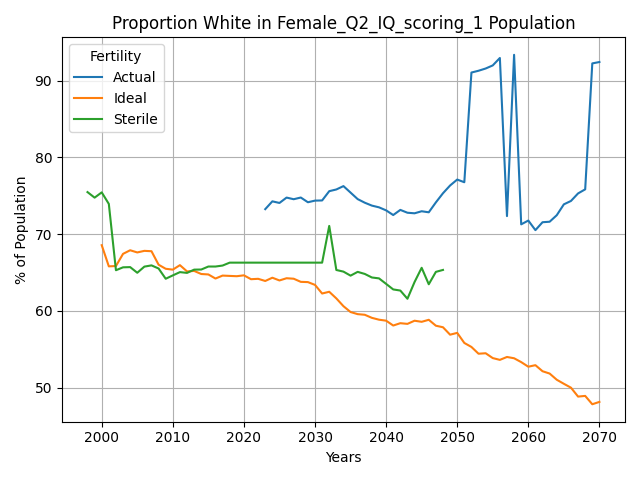 Proportion White in Female_Q2_IQ_scoring_1 Population
Fertility
Actual
Ideal
Sterile
% of Population
90
80
70
60
50
2000 2010 2020 2030 2040 2050 2060 2070
Years